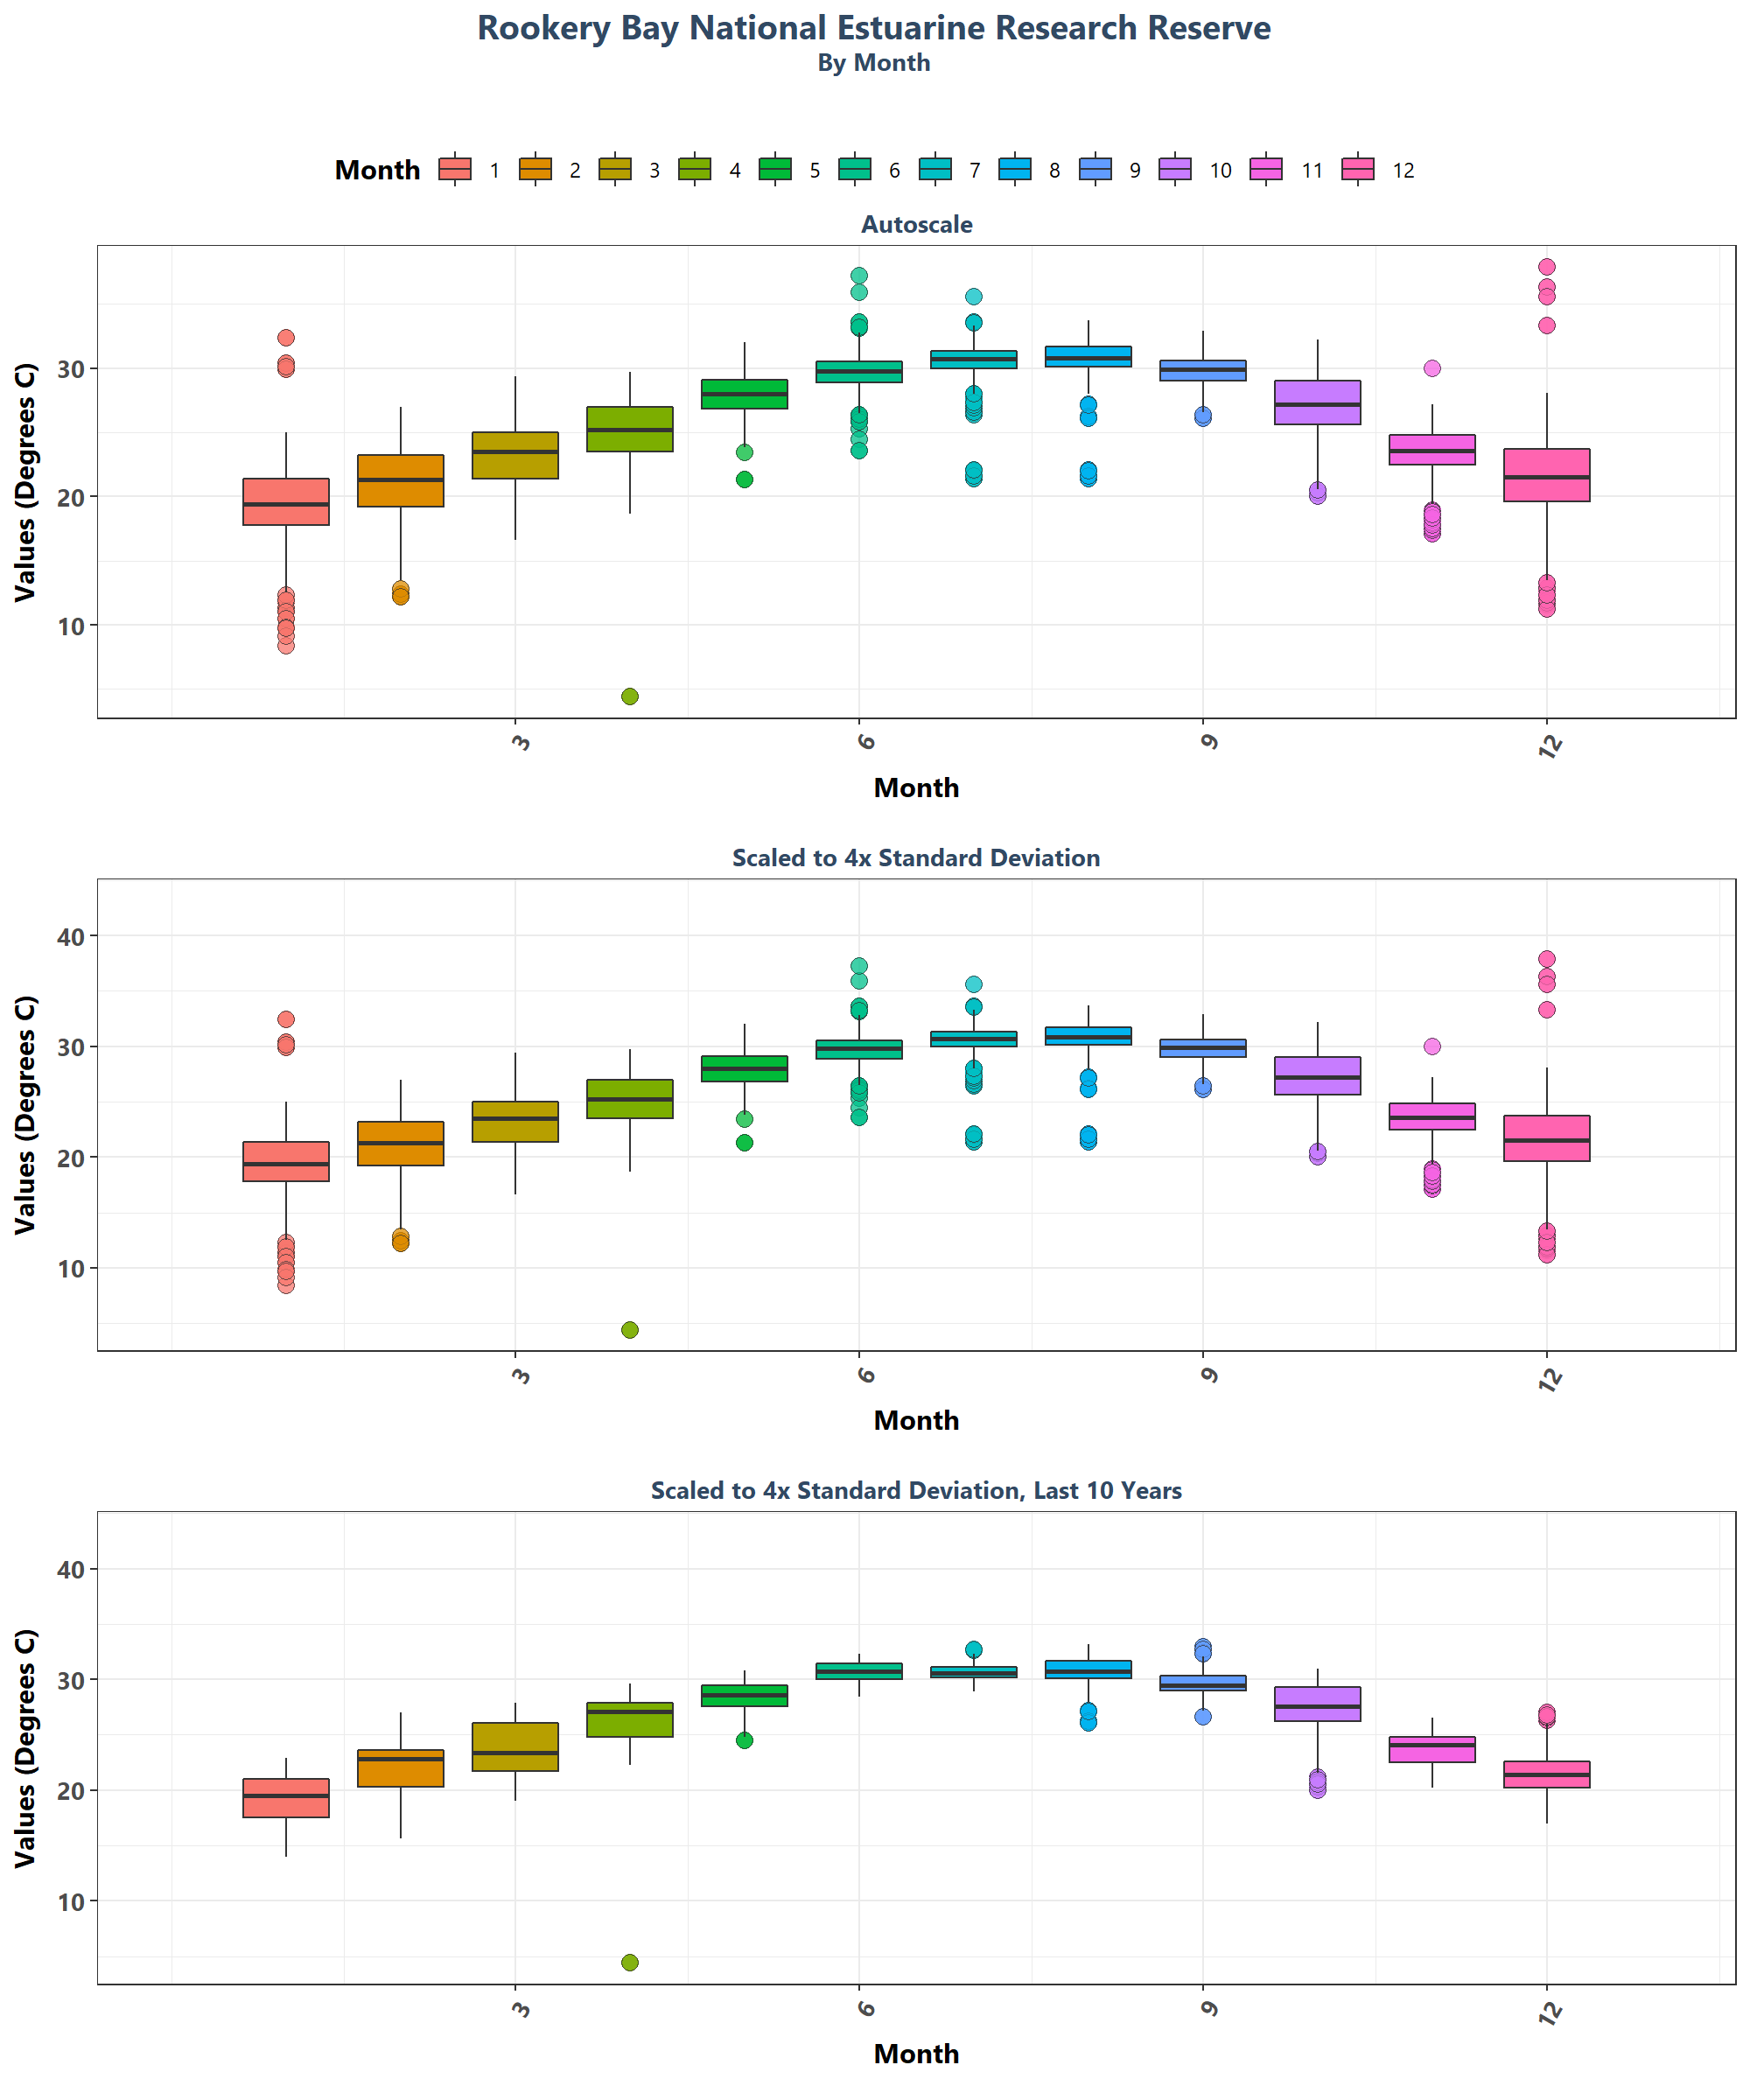 Rookery Bay National Estuarine Research Reserve
By Month
Month 1 2 3 4 5 6 7 8 9 10 11 12
Autoscale
Values (Degrees C)
30
20
10
3 6 9 12
Month
Scaled to 4x Standard Deviation
Values (Degrees C)
40
30
20
10
3 6 9 12
Month
Scaled to 4x Standard Deviation, Last 10 Years
Values (Degrees C)
40
30
20
10
3 6 9 12
Month